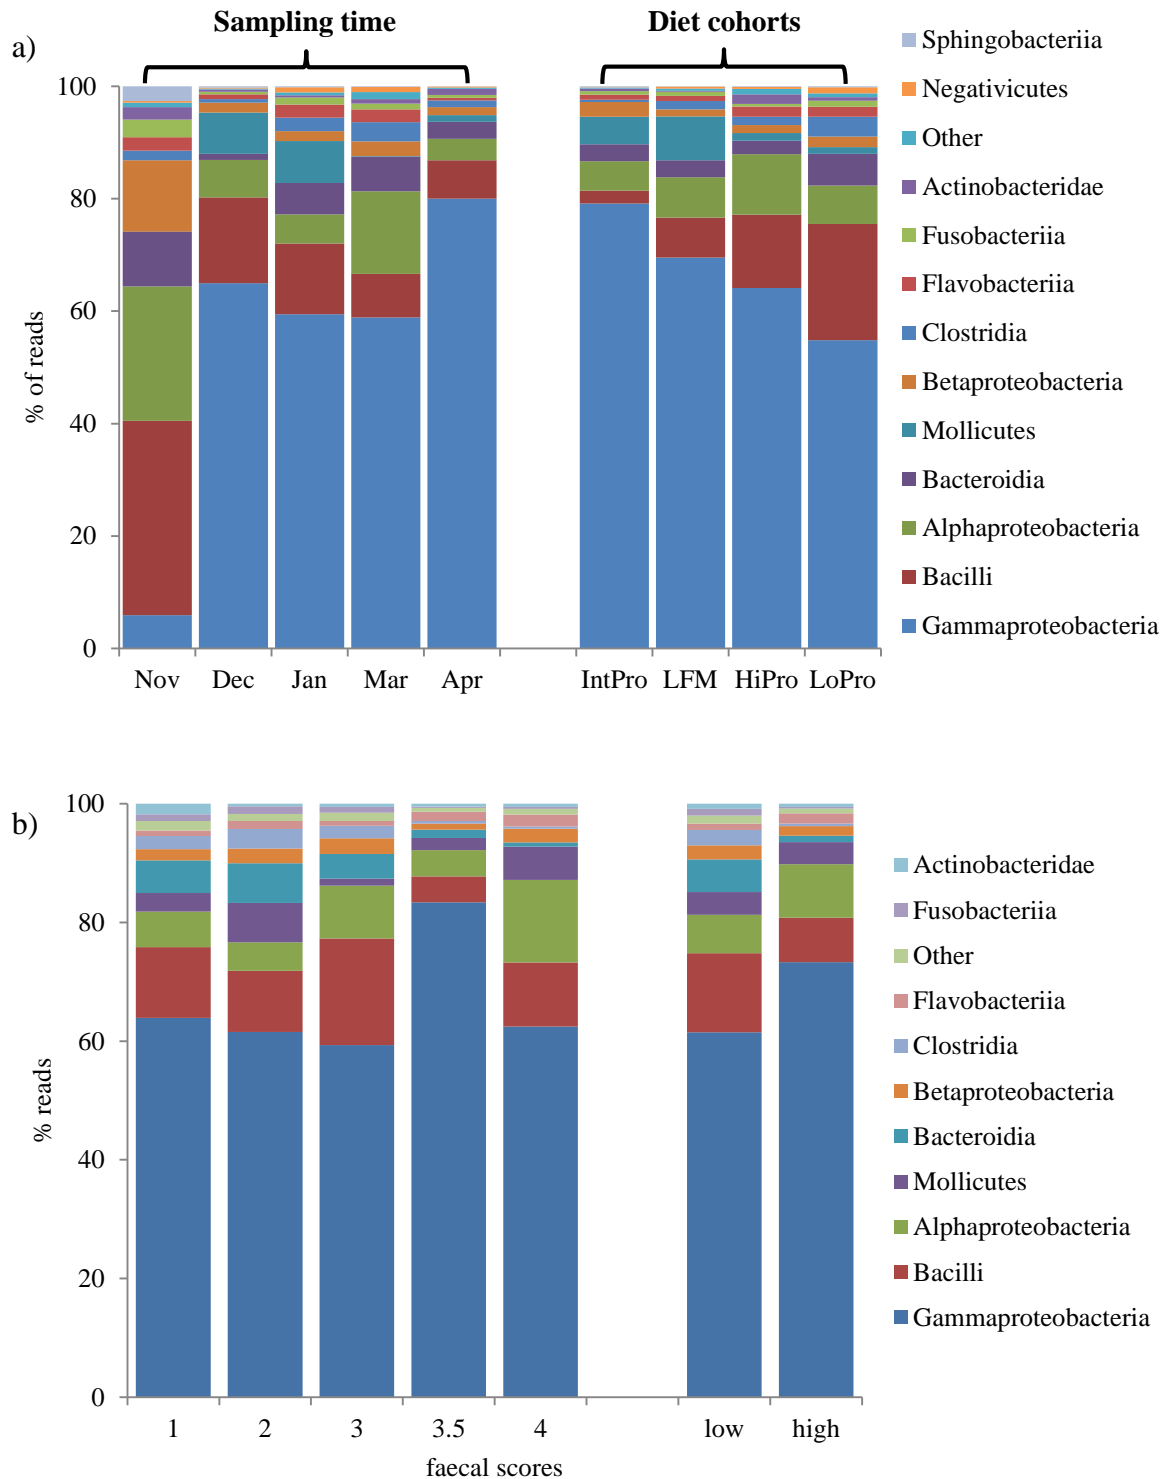 Sampling time
Diet cohorts
a)
100
80
60
40
20
0
% of reads
Nov Dec Jan Mar Apr IntPro LFM HiPro LoPro
Sphingobacteriia
Negativicutes
Other
Actinobacteridae
Fusobacteriia
Flavobacteriia
Clostridia
Betaproteobacteria
Mollicutes
Bacteroidia
Alphaproteobacteria
Bacilli
Gammaproteobacteria
b)
100
80
60
40
20
0
% reads
1 2 3 3.5 4 low high
faecal scores
Actinobacteridae
Fusobacteriia
Other
Flavobacteriia
Clostridia
Betaproteobacteria
Bacteroidia
Mollicutes
Alphaproteobacteria
Bacilli
Gammaproteobacteria